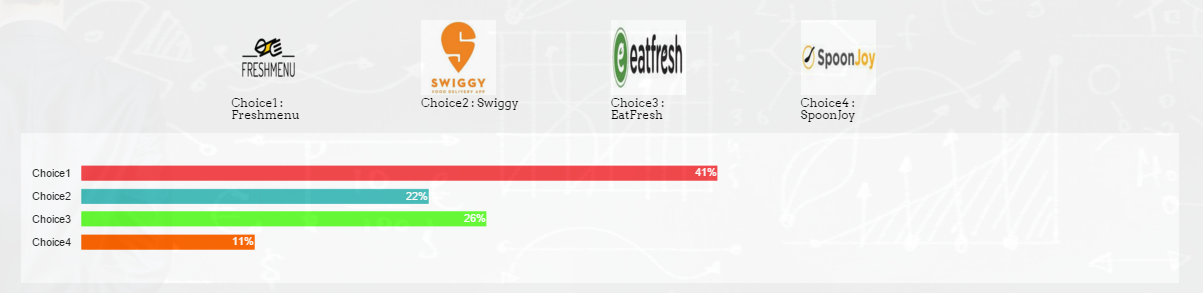 FRESHMENU
SWIGGY
FOOD DELIVERY APP
eatfresh
SpoonJoy
Choice1 :
Freshmenu
Choice2 : Swiggy
Choice3 :
EatFresh
Choice4 :
SpoonJoy
Choice1 41%
Choice2 22%
Choice3 26%
Choice4 11%